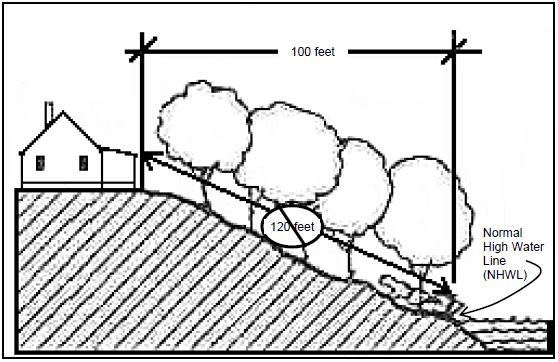 100 feet
120 feet
Normal
High Water
Line
(NHWL)